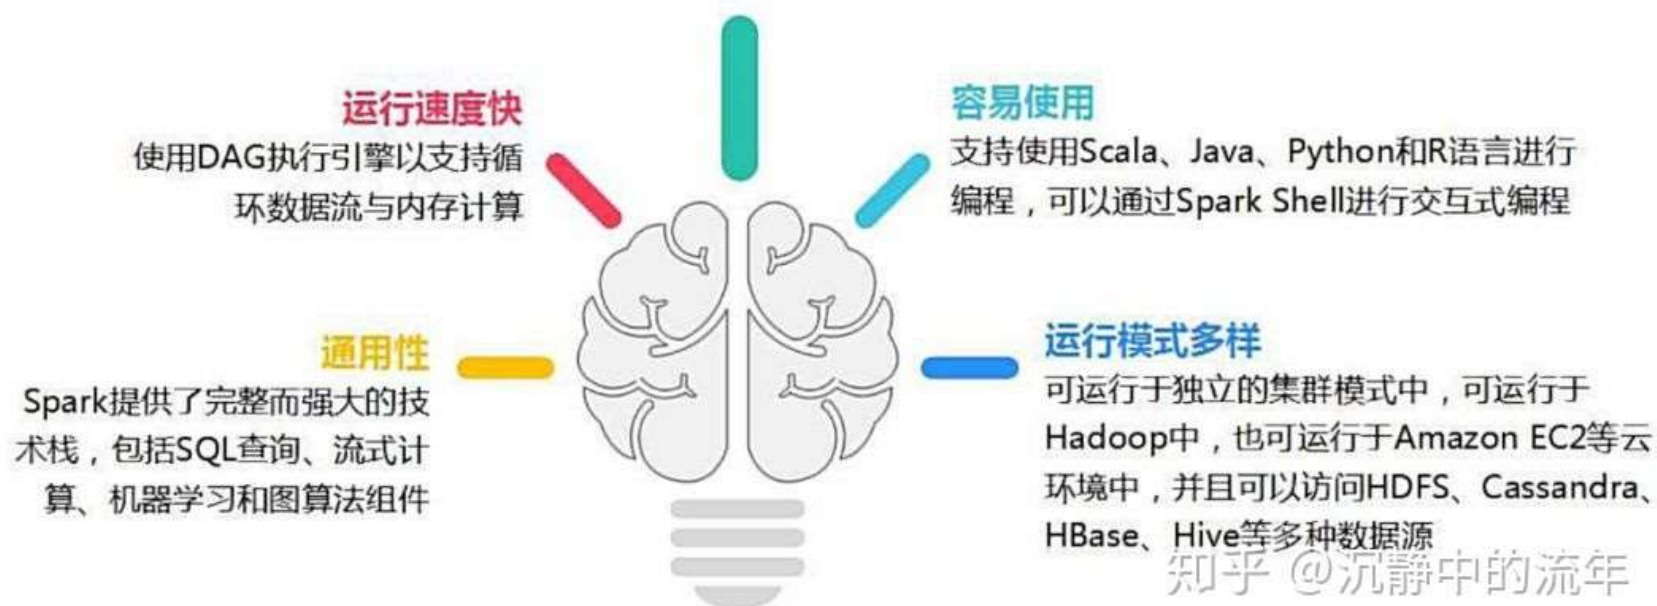 运行速度快
使用DAG执行引擎以支持循
环数据流与内存计算
容易使用
支持使用Scala、Java、Python和R语言进行
编程，可以通过Spark Shell进行交互式编程
通用性
Spark提供了完整而强大的技
术栈，包括SQL查询、流式计
算、机器学习和图算法组件
运行模式多样
可运行于独立的集群模式中，可运行于
Hadoop中，也可运行于Amazon EC2等云
环境中，并且可以访问HDFS、Cassandra、
HBase、Hive等多种数据源
知乎 @沉静中的流年